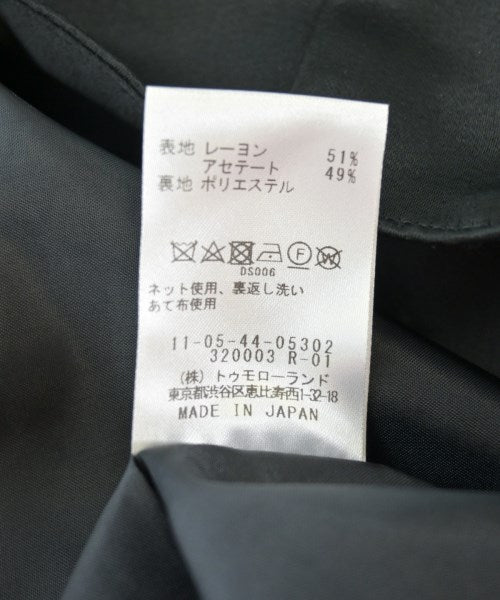 表地 レーヨン 51%
アセテート 49%
裏地 ポリエステル
F W
DS006
ネット使用、裏返し洗い
あて布使用
11-05-44-05302
320003 R-01
(株) トゥモローランド
東京都渋谷区恵比寿西1-32-18
MADE IN JAPAN